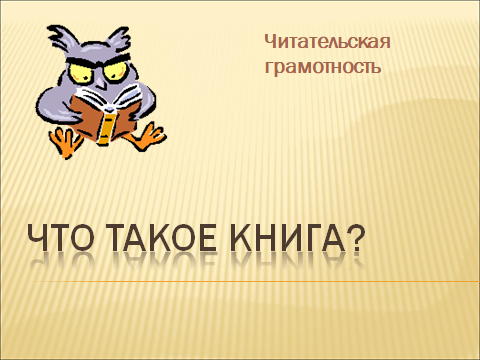 Читательская
грамотность
ЧТО ТАКОЕ КНИГА?